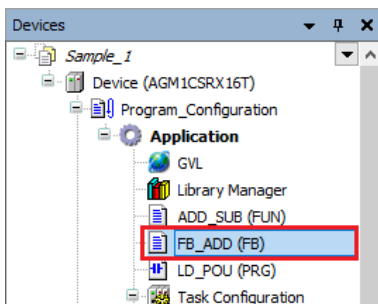 Devices
Sample_1
Device (AGM1CSRX16T)
Program_Configuration
Application
GVL
Library Manager
ADD_SUB (FUN)
FB_ADD (FB)
LD_POU (PRG)
Task Configuration